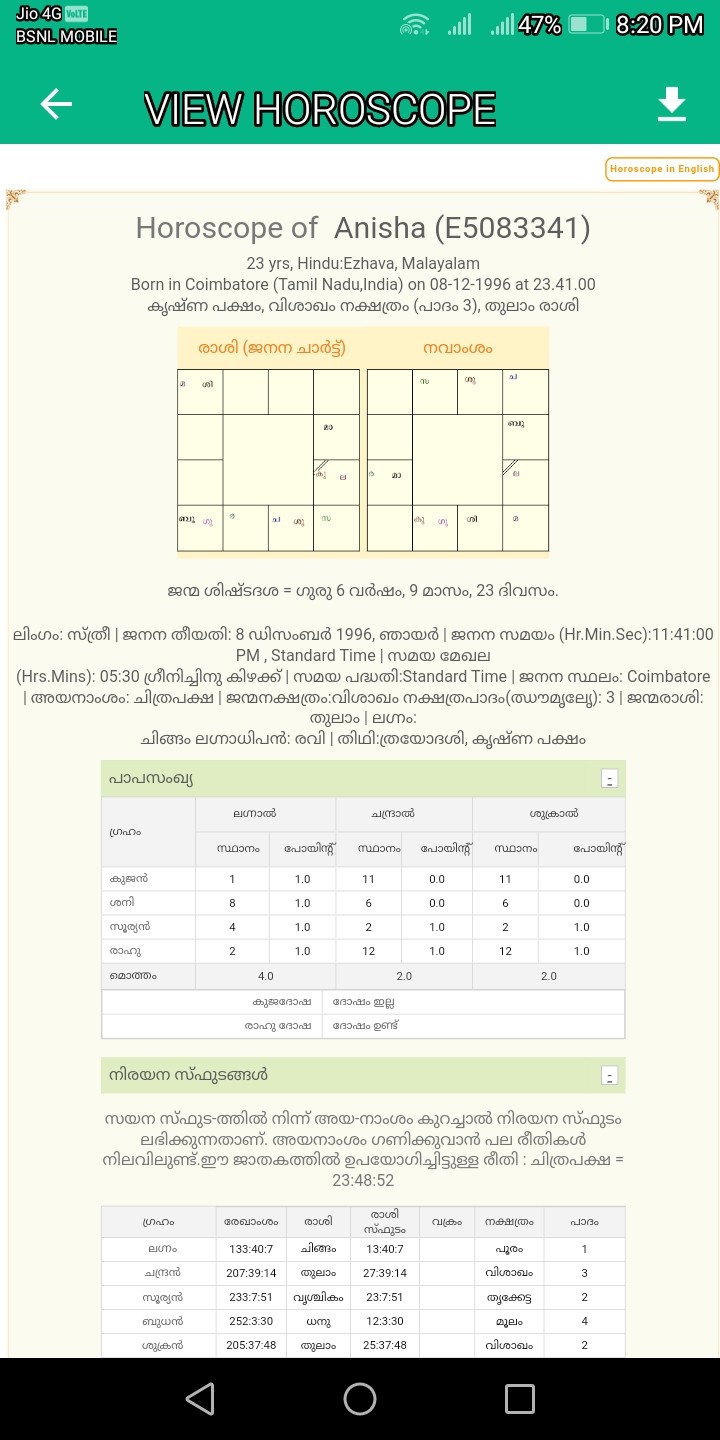 Jio 4G VoLTE 47% 8:20 PM
BSNL MOBILE
VIEW HOROSCOPE
Horoscope in English
Horoscope of Anisha (E5083341)
23 yrs, Hindu:Ezhava, Malayalam
Born in Coimbatore (Tamil Nadu,India) on 08-12-1996 at 23.41.00
കൃഷ്ണ പക്ഷം, വിശാഖം നക്ഷത്രം (പാദം 3), തുലാം രാശി
രാശി (ജനന ചാർട്ട്) നവാംശം
മ ശി സ ശു ച
മാ ബു
കു ല ര മാ ല
ബു ഗു ര ച ശു സ കു ഗു ശി മ
ജന്മ ശിഷ്ടദശ = ഗുരു 6 വർഷം, 9 മാസം, 23 ദിവസം.
ലിംഗം: സ്ത്രീ | ജനന തീയതി: 8 ഡിസംബർ 1996, ഞായർ | ജനന സമയം (Hr.Min.Sec):11:41:00
PM , Standard Time | സമയ മേഖല
(Hrs.Mins): 05:30 ഗ്രീനിച്ചിനു കിഴക്ക് | സമയ പദ്ധതി:Standard Time | ജനന സ്ഥലം: Coimbatore
| അയനാംശം: ചിത്രപക്ഷ | ജന്മനക്ഷത്രം:വിശാഖം നക്ഷത്രപാദം: 3 | ജന്മരാശി:
തുലാം | ലഗ്നം:
ചിങ്ങം ലഗ്നാധിപൻ: രവി | തിഥി:ത്രയോദശി, കൃഷ്ണ പക്ഷം
പാപസംഖ്യ -
ഗ്രഹം ലഗ്നാൽ ചന്ദ്രാൽ ശുക്രാൽ
സ്ഥാനം പോയിന്റ് സ്ഥാനം പോയിന്റ് സ്ഥാനം പോയിന്റ്
കുജൻ 1 1.0 11 0.0 11 0.0
ശനി 8 1.0 6 0.0 6 0.0
സൂര്യൻ 4 1.0 2 1.0 2 1.0
രാഹു 2 1.0 12 1.0 12 1.0
മൊത്തം 4.0 2.0 2.0
കുജദോഷ ദോഷം ഇല്ല
രാഹു ദോഷ ദോഷം ഉണ്ട്
നിരയന സ്ഫുടങ്ങൾ -
സയന സ്ഫുട-ത്തിൽ നിന്ന് അയ-നാംശം കുറച്ചാൽ നിരയന സ്ഫുടം
ലഭിക്കുന്നതാണ്. അയനാംശം ഗണിക്കുവാൻ പല രീതികൾ
നിലവിലുണ്ട്.ഈ ജാതകത്തിൽ ഉപയോഗിച്ചിട്ടുള്ള രീതി : ചിത്രപക്ഷ =
23:48:52
ഗ്രഹം രേഖാംശം രാശി രാശി സ്ഫുടം വക്രം നക്ഷത്രം പാദം
ലഗ്നം 133:40:7 ചിങ്ങം 13:40:7 പൂരം 1
ചന്ദ്രൻ 207:39:14 തുലാം 27:39:14 വിശാഖം 3
സൂര്യൻ 233:7:51 വൃശ്ചികം 23:7:51 തൃക്കേട്ട 2
ബുധൻ 252:3:30 ധനു 12:3:30 മൂലം 4
ശുക്രൻ 205:37:48 തുലാം 25:37:48 വിശാഖം 2